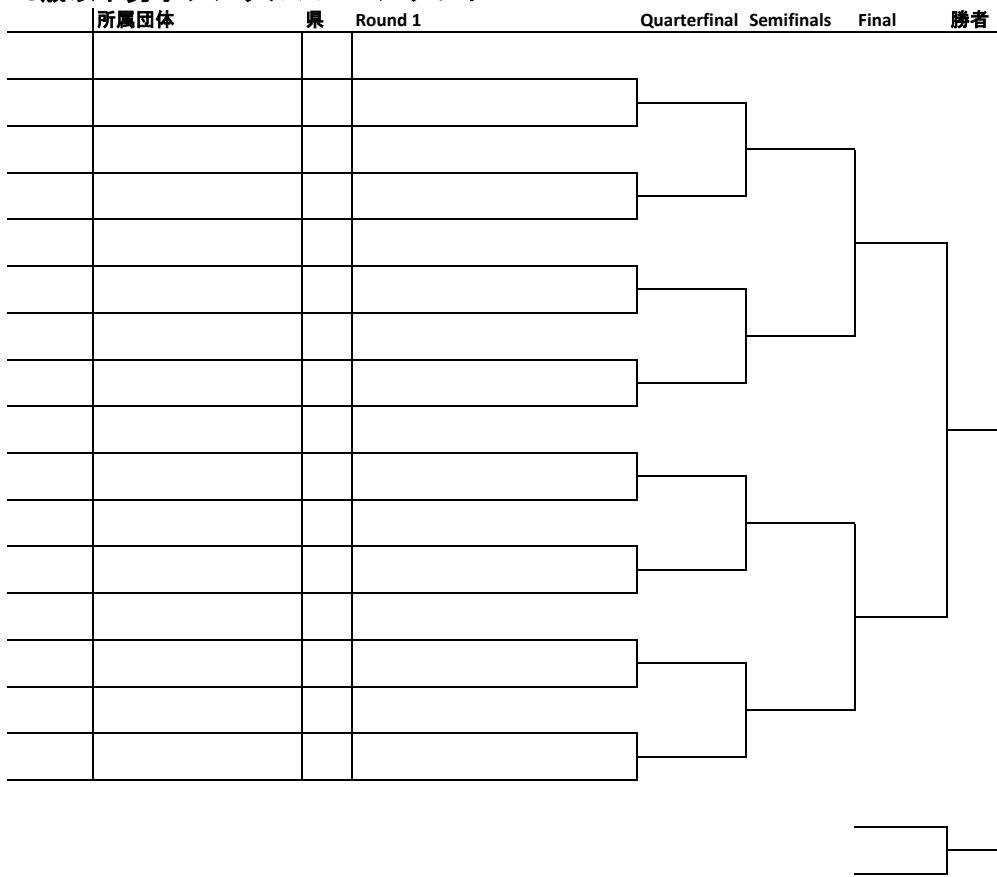 所属団体 県 Round 1 Quarterfinal Semifinals Final 勝者